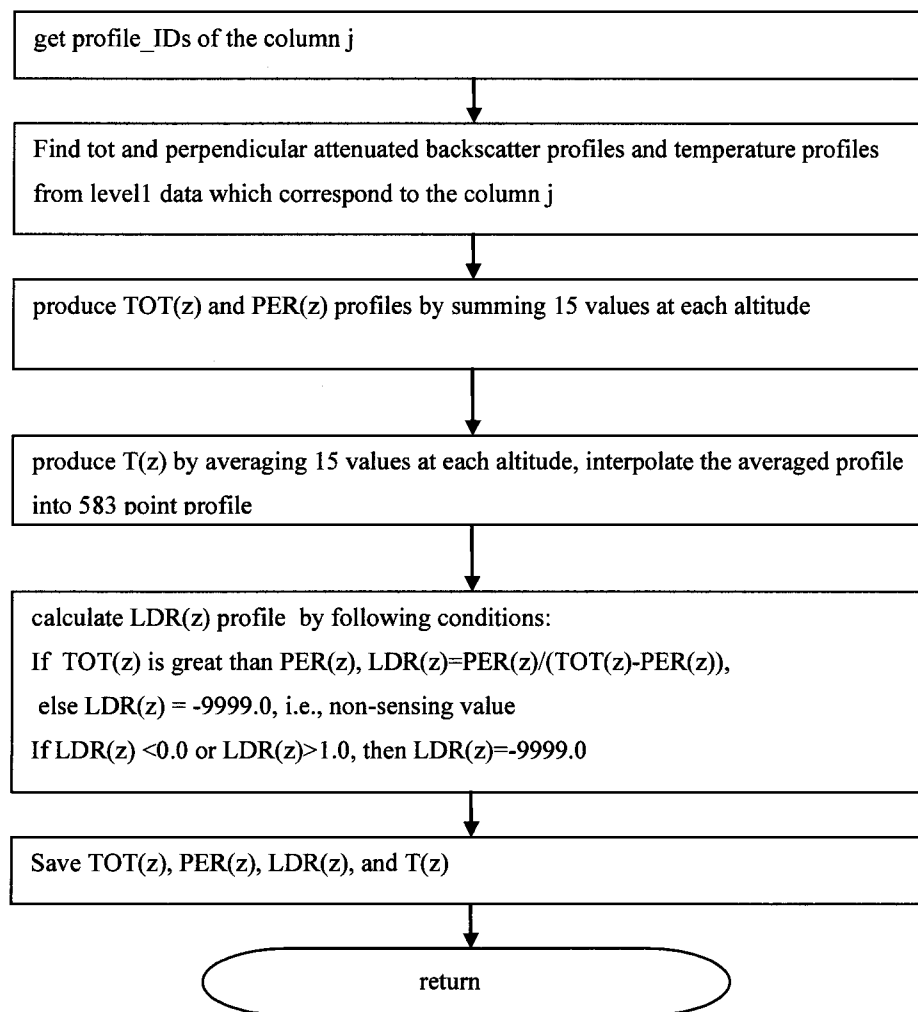 get profile_IDs of the column j
Find tot and perpendicular attenuated backscatter profiles and temperature profiles
from level1 data which correspond to the column j
produce TOT(z) and PER(z) profiles by summing 15 values at each altitude
produce T(z) by averaging 15 values at each altitude, interpolate the averaged profile
into 583 point profile
calculate LDR(z) profile by following conditions:
If TOT(z) is great than PER(z), LDR(z)=PER(z)/(TOT(z)-PER(z)),
else LDR(z) = -9999.0, i.e., non-sensing value
If LDR(z) <0.0 or LDR(z)>1.0, then LDR(z)=-9999.0
Save TOT(z), PER(z), LDR(z), and T(z)
return